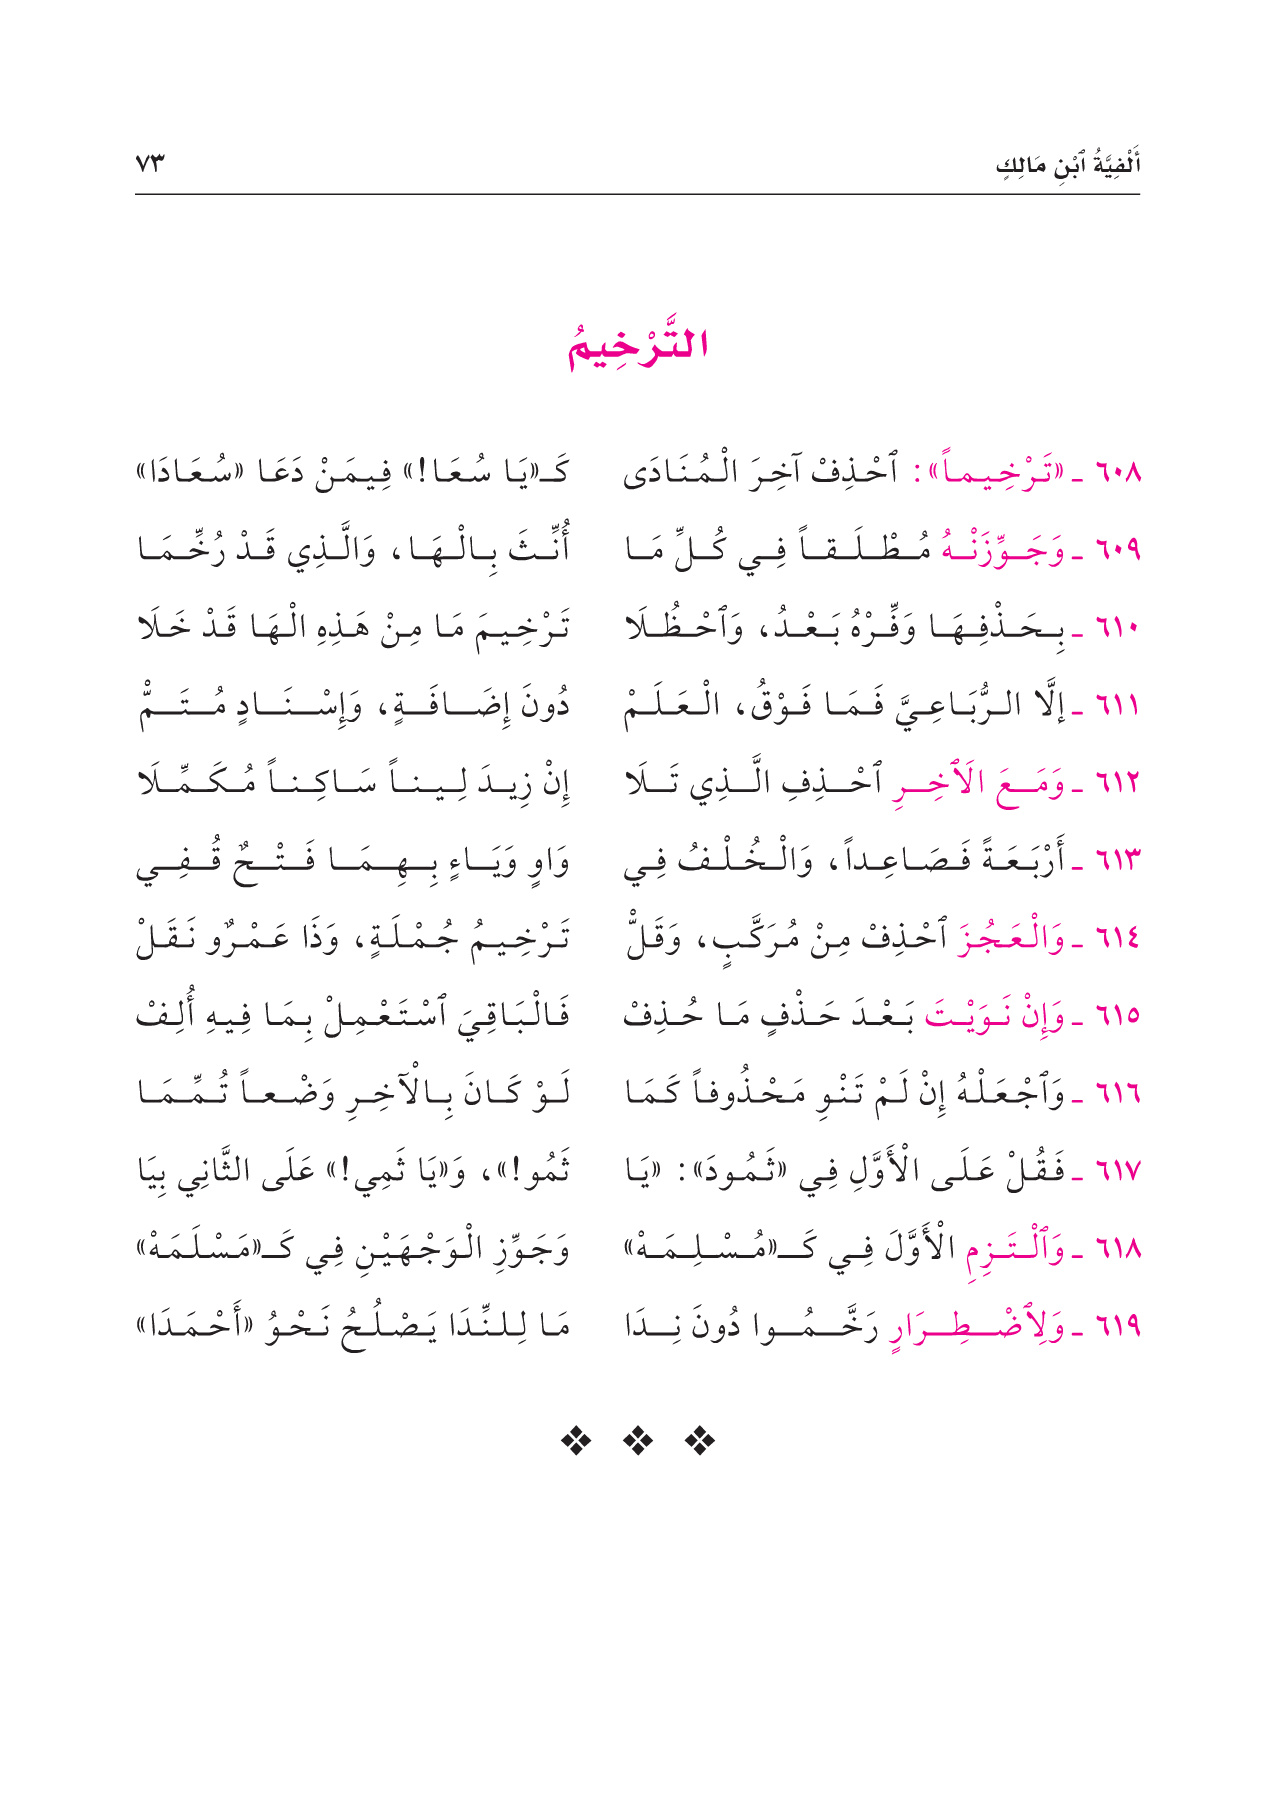 أَلْفِيَّةُ ٱبْنِ مَالِكٍ ٧٣
التَّرْخِيمُ
٦٠٨ ـ «تَرْخِيماً»: ٱحْذِفْ آخِرَ الْمُنَادَى كَـ«يَا سُعَا!» فِيمَنْ دَعَا «سُعَادَا»
٦٠٩ ـ وَجَوِّزَنْهُ مُطْلَقاً فِي كُلِّ مَا أُنِّثَ بِالْهَا، وَالَّذِي قَدْ رُخِّمَا
٦١٠ ـ بِحَذْفِهَا وَفِّرْهُ بَعْدُ، وَٱحْظُلَا تَرْخِيمَ مَا مِنْ هَذِهِ الْهَا قَدْ خَلَا
٦١١ ـ إلَّا الرُّبَاعِيَّ فَمَا فَوْقُ، الْعَلَمْ دُونَ إِضَافَةٍ، وَإِسْنَادٍ مُتَمُّ
٦١٢ ـ وَمَعَ الَآخِرِ ٱحْذِفِ الَّذِي تَلَا إِنْ زِيدَ لِيناً سَاكِناً مُكَمِّلَا
٦١٣ ـ أَرْبَعَةً فَصَاعِداً، وَالْخُلْفُ فِي وَاوٍ وَيَاءٍ بِهِمَا فَتْحٌ قُفِي
٦١٤ ـ وَالْعَجُزَ ٱحْذِفْ مِنْ مُرَكَّبٍ، وَقَلُّ تَرْخِيمُ جُمْلَةٍ، وَذَا عَمْرٌو نَقَلْ
٦١٥ ـ وَإِنْ نَوَيْتَ بَعْدَ حَذْفٍ مَا حُذِفْ فَالْبَاقِيَ ٱسْتَعْمِلْ بِمَا فِيهِ أُلِفْ
٦١٦ ـ وَٱجْعَلْهُ إِنْ لَمْ تَنْوِ مَحْذُوفاً كَمَا لَوْ كَانَ بِالْآخِرِ وَضْعاً تُمِّمَا
٦١٧ ـ فَقُلْ عَلَى الْأَوَّلِ فِي «ثَمُودَ»: «يَا ثَمُو!»، وَ«يَا ثَمِي!» عَلَى الثَّانِي بِيَا
٦١٨ ـ وَٱلْتَزِمِ الْأَوَّلَ فِي كَـ«مُسْلِمَهْ» وَجَوِّزِ الْوَجْهَيْنِ فِي كَـ«مَسْلَمَهْ»
٦١٩ ـ وَلِٱضْطِرَارٍ رَخَّمُوا دُونَ نِدَا مَا لِلنِّدَا يَصْلُحُ نَحْوُ «أَحْمَدَا»